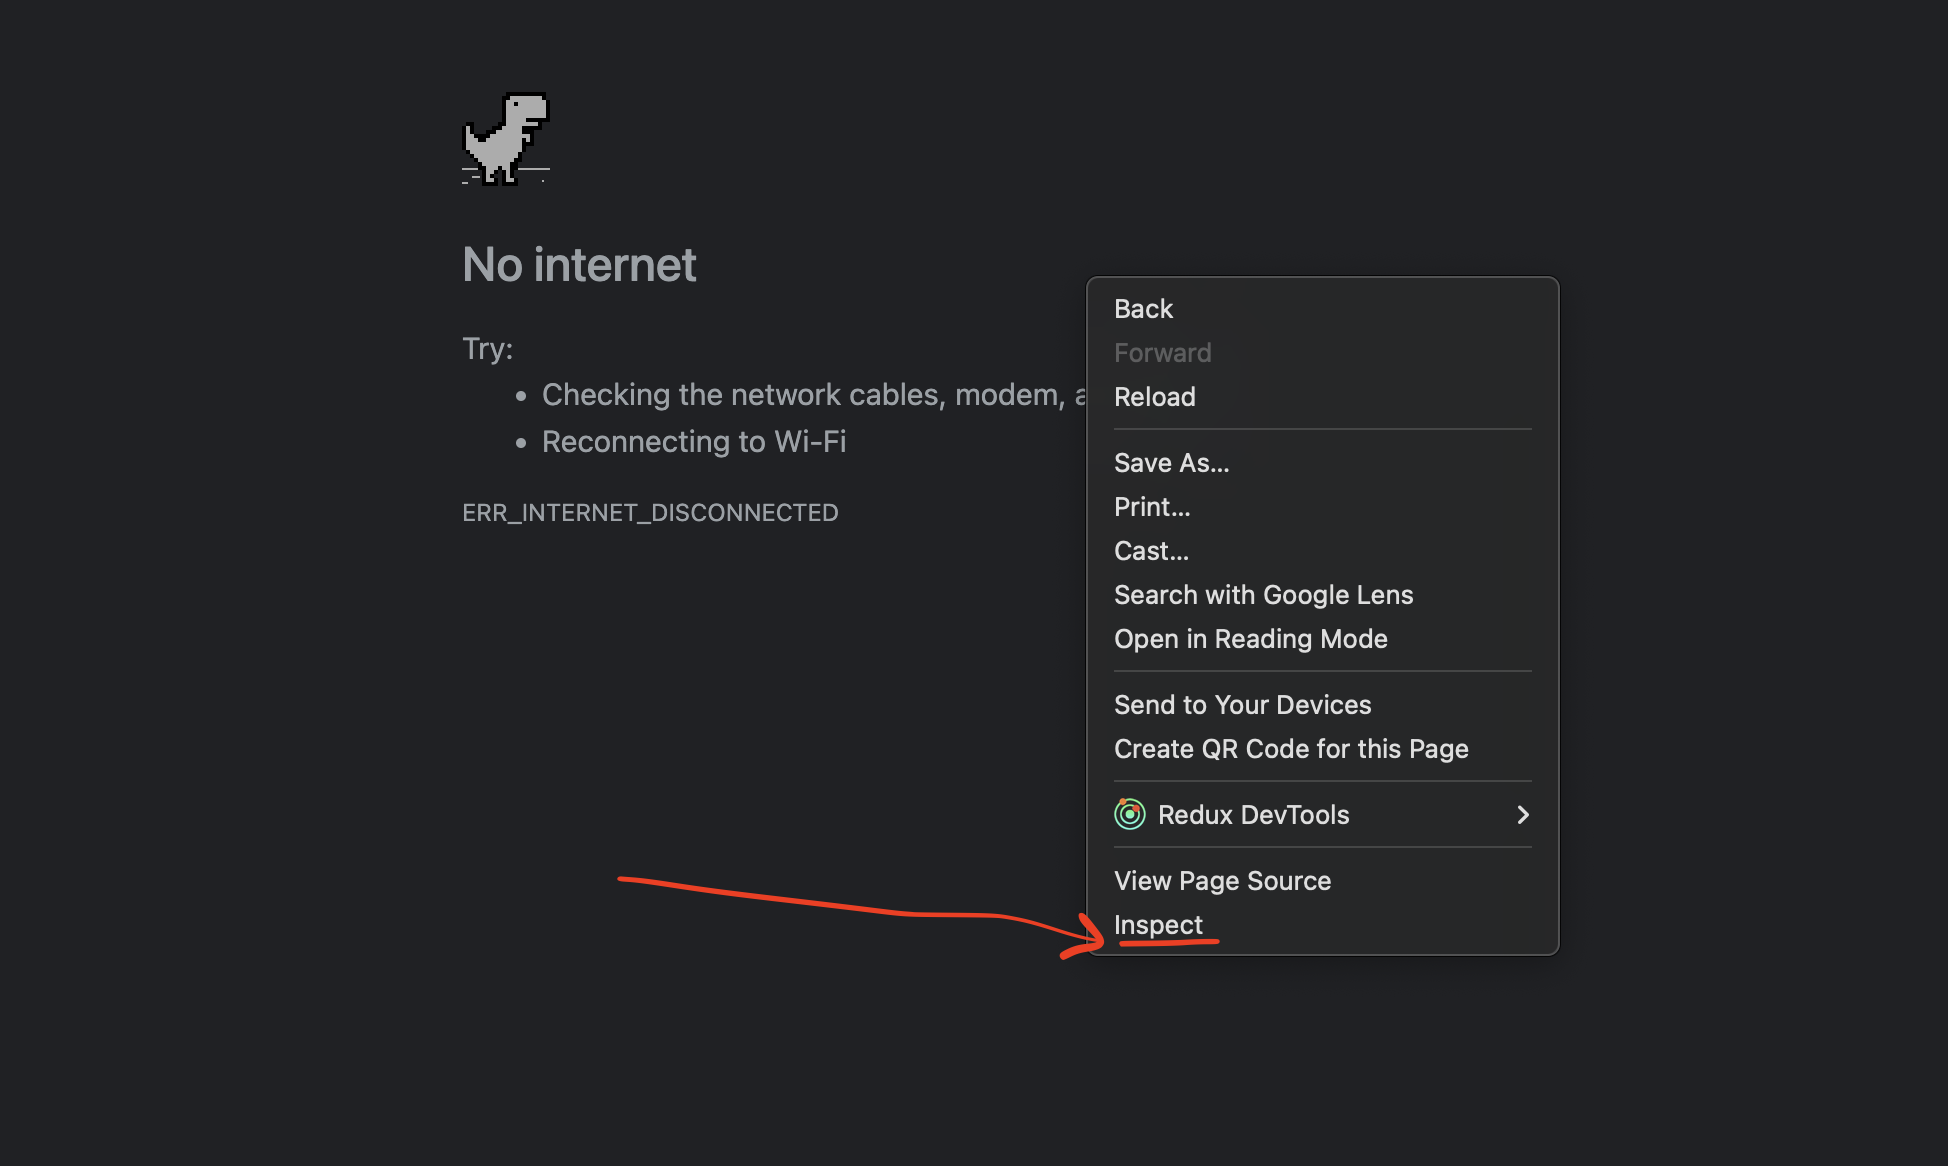 No internet
Try:
Checking the network cables, modem,
Reconnecting to Wi-Fi
ERR_INTERNET_DISCONNECTED
Back
Forward
Reload
Save As...
Print...
Cast...
Search with Google Lens
Open in Reading Mode
Send to Your Devices
Create QR Code for this Page
Redux DevTools
View Page Source
Inspect